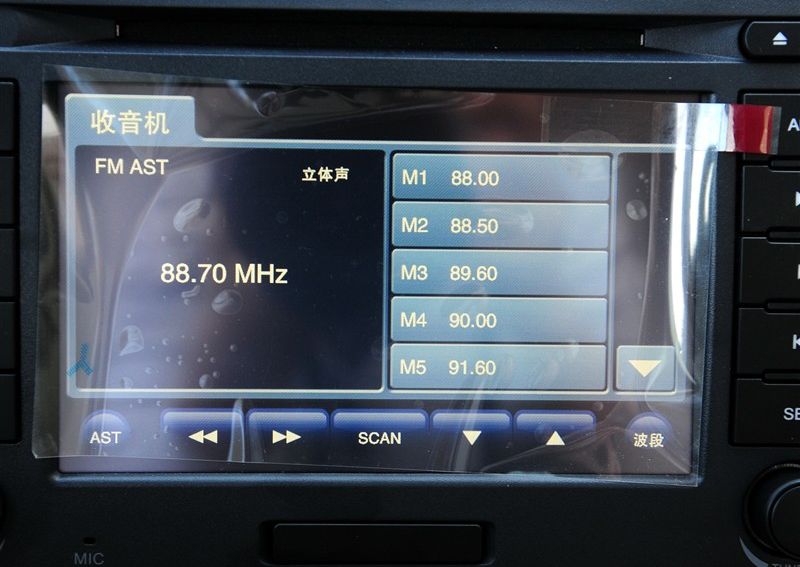 收音机
FM AST
立体声
88.70 MHz
M1 88.00
M2 88.50
M3 89.60
M4 90.00
M5 91.60
AST
SCAN
波段
MIC